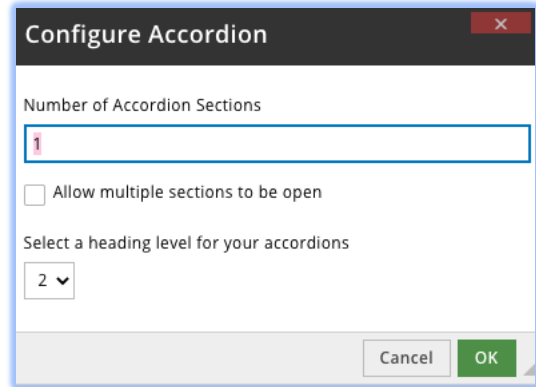 Configure Accordion
Number of Accordion Sections
1
Allow multiple sections to be open
Select a heading level for your accordions
2
Cancel OK